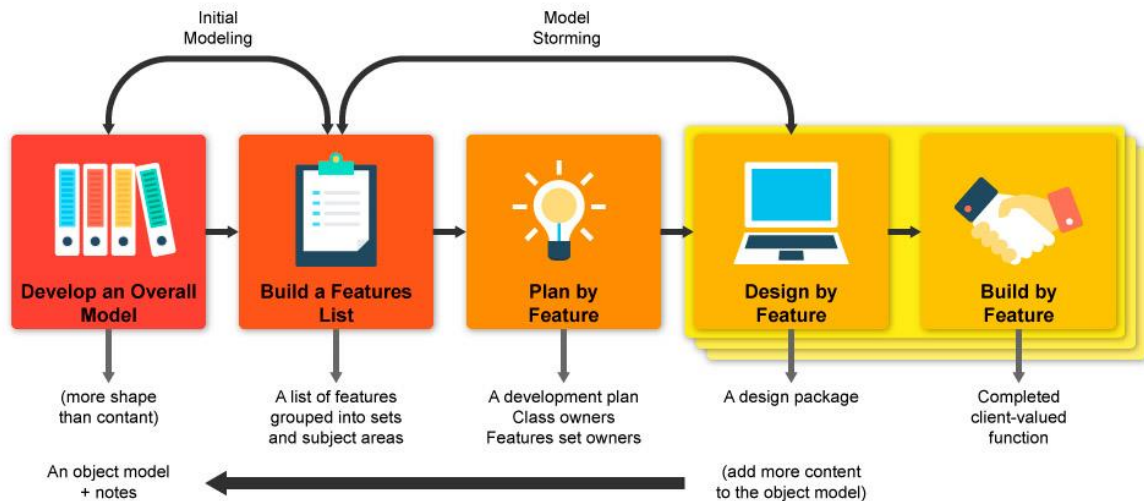 Initial
Modeling
Model
Storming
Develop an Overall
Model
Build a Features
List
Plan by
Feature
Design by
Feature
Build by
Feature
(more shape
than contant)
A list of features
grouped into sets
and subject areas
A development plan
Class owners
Features set owners
A design package
Completed
client-valued
function
An object model
+ notes
(add more content
to the object model)